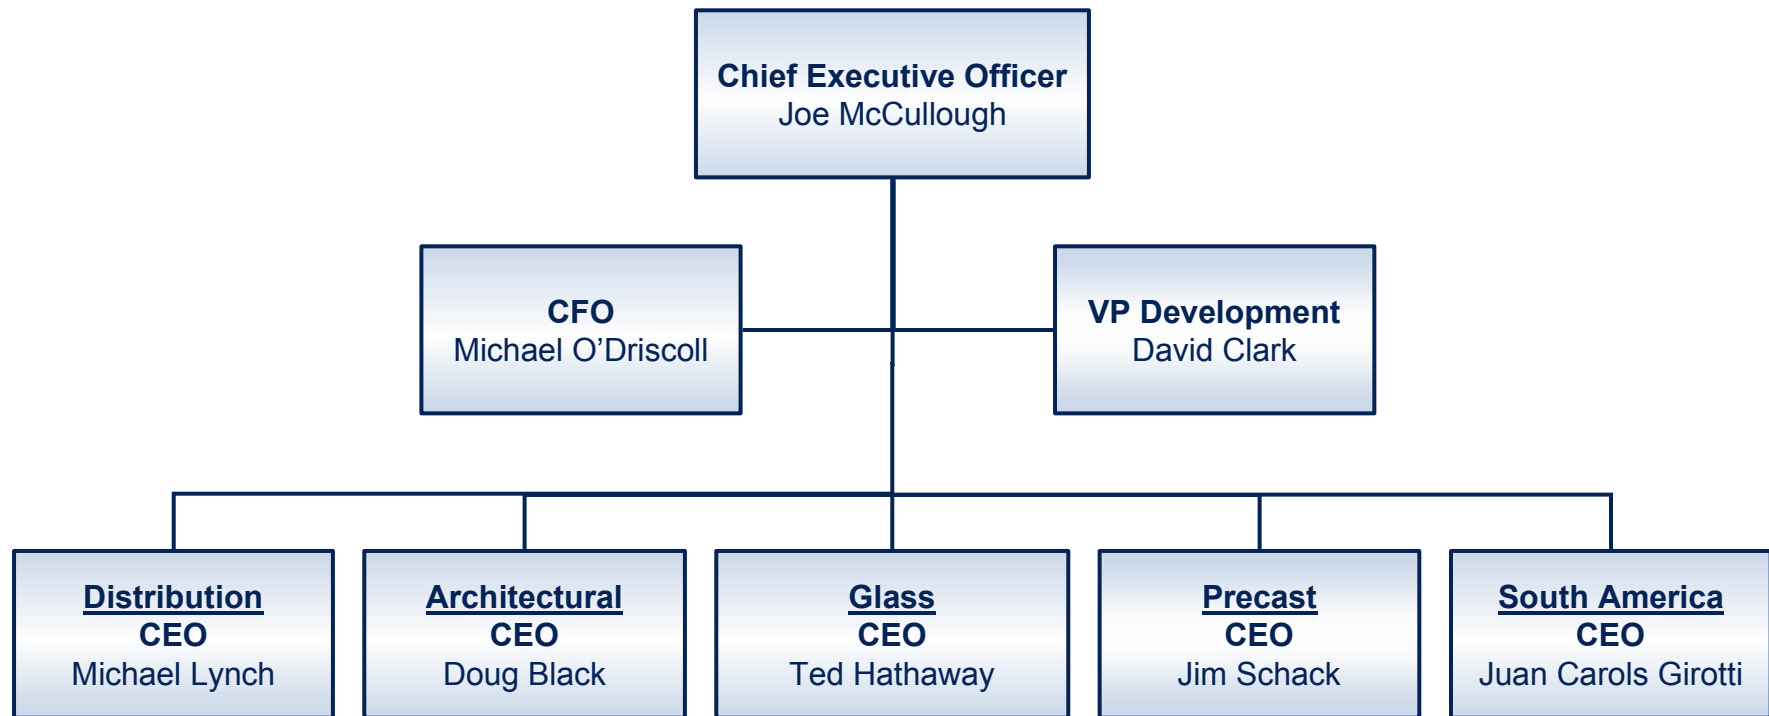 Chief Executive Officer
Joe McCullough
CFO
Michael O’Driscoll
VP Development
David Clark
Distribution
CEO
Michael Lynch
Architectural
CEO
Doug Black
Glass
CEO
Ted Hathaway
Precast
CEO
Jim Schack
South America
CEO
Juan Carols Girotti